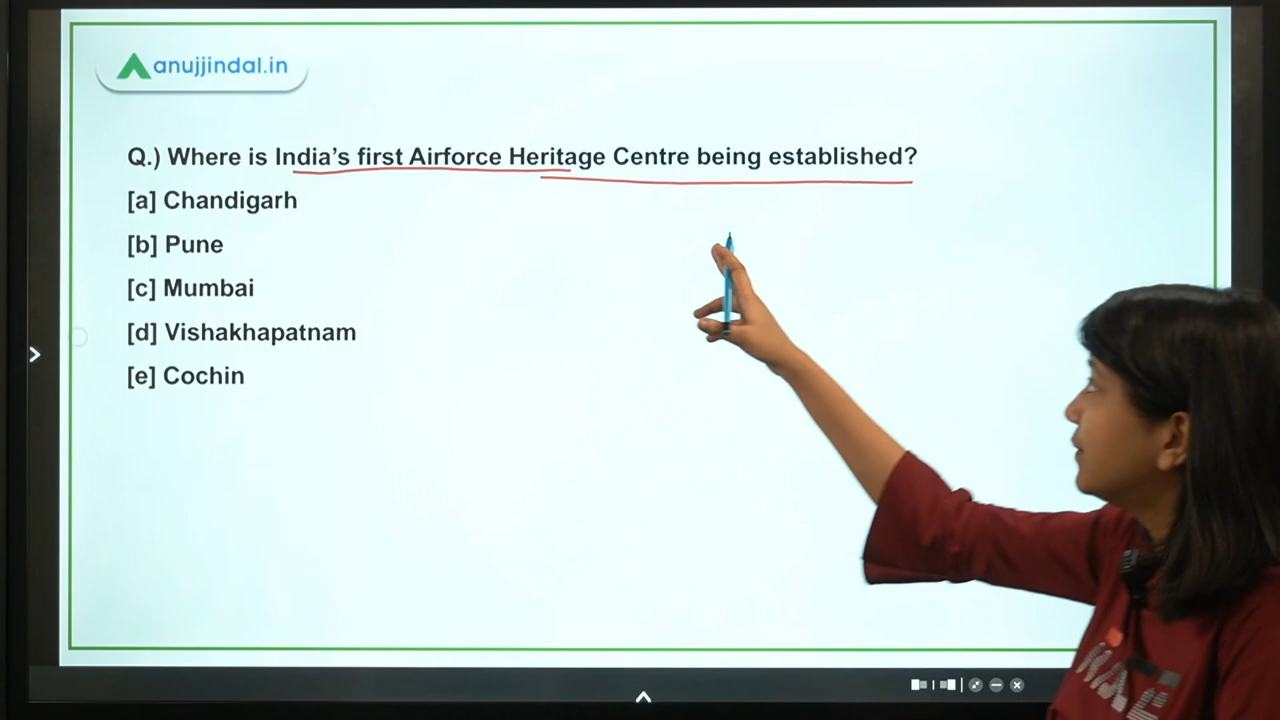 anujjindal.in
Q.) Where is India’s first Airforce Heritage Centre being established?
[a] Chandigarh
[b] Pune
[c] Mumbai
[d] Vishakhapatnam
[e] Cochin